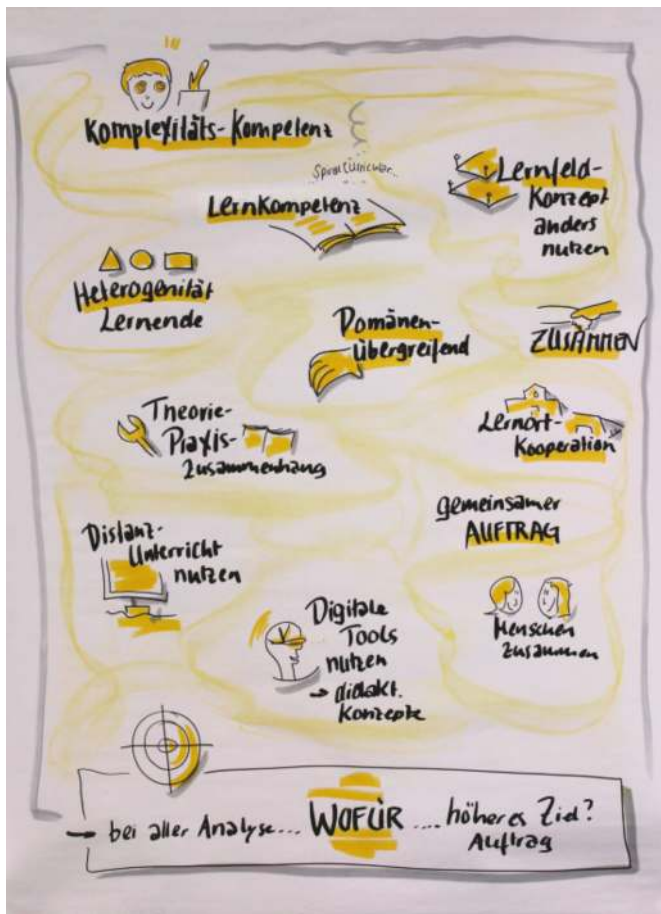 Komplexitäts-Kompetenz
Spiralcurricular...
Lernkompetenz
Lernfeld-
Konzept
anders
nutzen
Heterogenität
Lernende
Domänen-
übergreifend
ZUSAMMEN
Theorie-
Praxis-
Zusammenhang
Lernort-
Kooperation
gemeinsamer
AUFTRAG
Distanz-
Unterricht
nutzen
Menschen
zusammen
Digitale
Tools
nutzen
→ didakt.
Konzepte
→ bei aller Analyse... WOFÜR .... höheres Ziel?
Auftrag